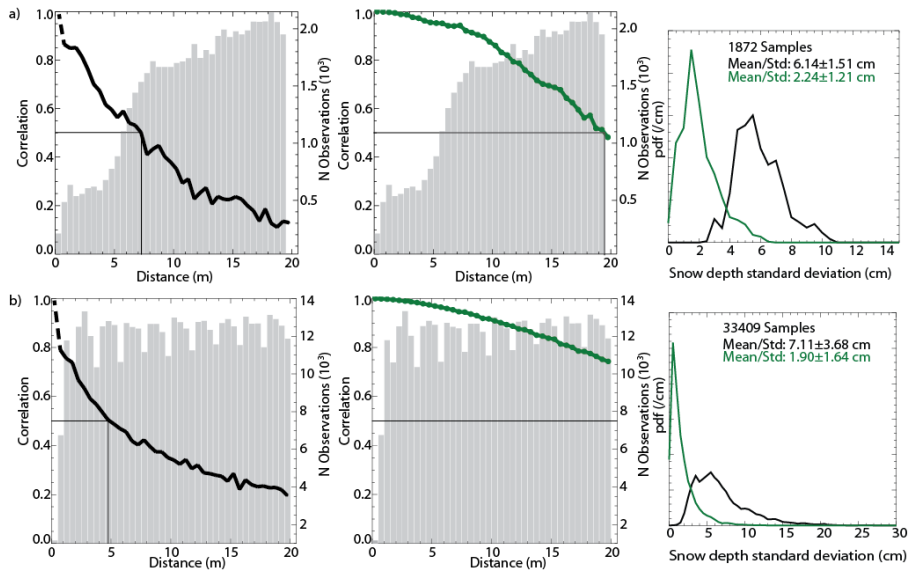 a)
1.0
0.8
0.6
0.4
0.2
0.0
Correlation
0
5
10
15
20
Distance (m)
2.0
1.5
1.0
0.5
N Observations (10³)
1.0
0.8
0.6
0.4
0.2
0.0
Correlation
0
5
10
15
20
Distance (m)
2.0
1.5
1.0
0.5
N Observations (10³)
pdf (/cm)
1872 Samples
Mean/Std: 6.14±1.51 cm
Mean/Std: 2.24±1.21 cm
0 2 4 6 8 10 12 14
Snow depth standard deviation (cm)
b)
1.0
0.8
0.6
0.4
0.2
0.0
Correlation
0
5
10
15
20
Distance (m)
14
12
10
8
7
6
4
2
N Observations (10³)
1.0
0.8
0.6
0.4
0.2
0.0
Correlation
0
5
10
15
20
Distance (m)
14
12
10
8
7
6
4
2
N Observations (10³)
pdf (/cm)
33409 Samples
Mean/Std: 7.11±3.68 cm
Mean/Std: 1.90±1.64 cm
0 5 10 15 20 25 30
Snow depth standard deviation (cm)